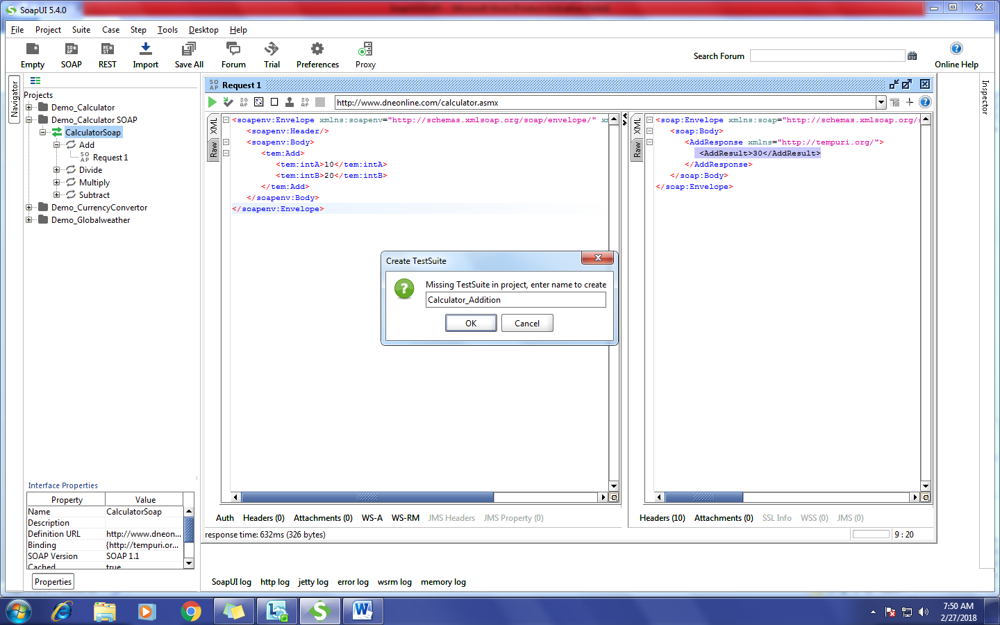 SoapUI 5.4.0
File Project Suite Case Step Tools Desktop Help
Empty SOAP REST Import Save All Forum Trial Preferences Proxy Search Forum Online Help
Navigator
Projects
Demo_Calculator
Demo_Calculator SOAP
CalculatorSoap
Add
Request 1
Divide
Multiply
Subtract
Demo_CurrencyConvertor
Demo_Globalweather
Request 1
http://www.dneonline.com/calculator.asmx
XML
Raw
<soapenv:Envelope xmlns:soapenv="http://schemas.xmlsoap.org/soap/envelope/" xm
<soapenv:Header/>
<soapenv:Body>
<tem:Add>
<tem:intA>10</tem:intA>
<tem:intB>20</tem:intB>
</tem:Add>
</soapenv:Body>
</soapenv:Envelope>
XML
Raw
<soap:Envelope xmlns:soap="http://schemas.xmlsoap.org/s
<soap:Body>
<AddResponse xmlns="http://tempuri.org/">
<AddResult>30</AddResult>
</AddResponse>
</soap:Body>
</soap:Envelope>
Inspector
Create TestSuite
Missing TestSuite in project, enter name to create
Calculator_Addition
OK Cancel
Interface Properties
Property Value
Name CalculatorSoap
Description
Definition URL http://www.dneon...
Binding {http://tempuri.or...
SOAP Version SOAP 1.1
Cached true
Properties
Auth Headers (0) Attachments (0) WS-A WS-RM JMS Headers JMS Property (0)
Headers (10) Attachments (0) SSL Info WSS (0) JMS (0)
response time: 632ms (326 bytes)
9 : 20
SoapUI log http log jetty log error log wsrm log memory log
7:50 AM
2/27/2018